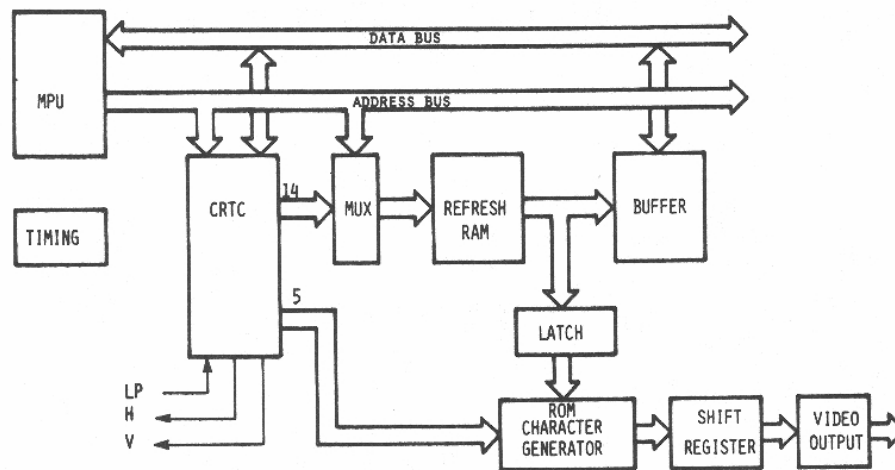 DATA BUS
MPU
ADDRESS BUS
14
CRTC
MUX
REFRESH
RAM
BUFFER
TIMING
5
LATCH
LP
H
V
ROM
CHARACTER
GENERATOR
SHIFT
REGISTER
VIDEO
OUTPUT